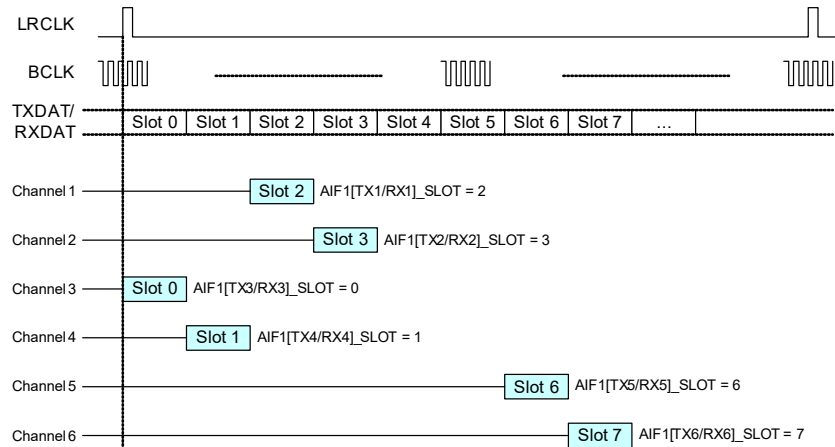 LRCLK
BCLK
TXDAT/
RXDAT
Slot 0 Slot 1 Slot 2 Slot 3 Slot 4 Slot 5 Slot 6 Slot 7 ...
Channel 1 Slot 2 AIF1[TX1/RX1]_SLOT = 2
Channel 2 Slot 3 AIF1[TX2/RX2]_SLOT = 3
Channel 3 Slot 0 AIF1[TX3/RX3]_SLOT = 0
Channel 4 Slot 1 AIF1[TX4/RX4]_SLOT = 1
Channel 5 Slot 6 AIF1[TX5/RX5]_SLOT = 6
Channel 6 Slot 7 AIF1[TX6/RX6]_SLOT = 7